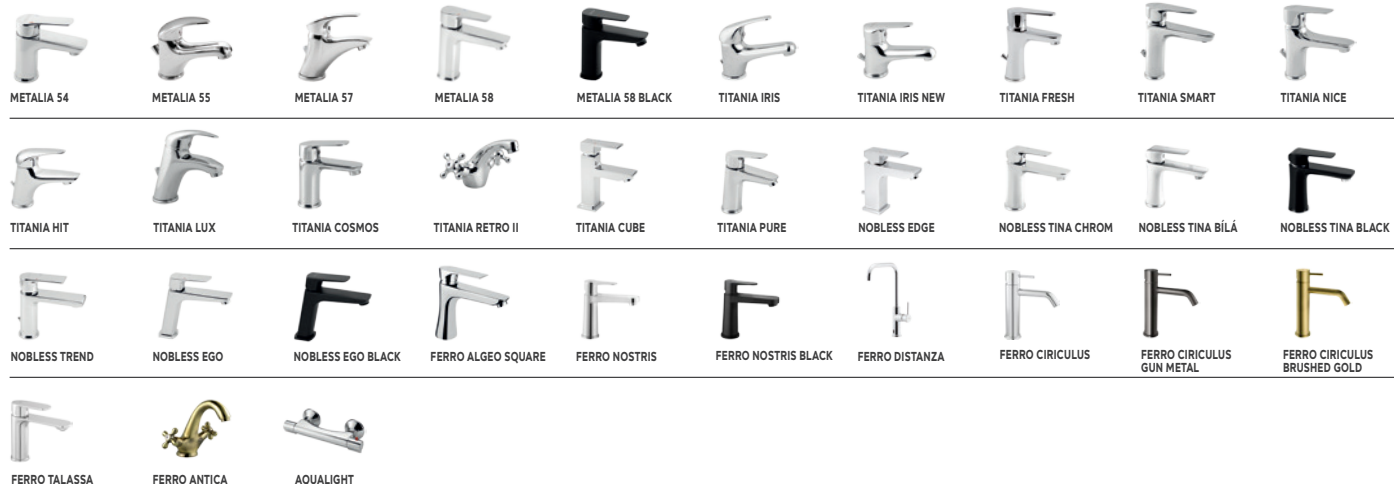 METALIA 54
METALIA 55
METALIA 57
METALIA 58
METALIA 58 BLACK
TITANIA IRIS
TITANIA IRIS NEW
TITANIA FRESH
TITANIA SMART
TITANIA NICE
TITANIA HIT
TITANIA LUX
TITANIA COSMOS
TITANIA RETRO II
TITANIA CUBE
TITANIA PURE
NOBLESS EDGE
NOBLESS TINA CHROM
NOBLESS TINA BÍLÁ
NOBLESS TINA BLACK
NOBLESS TREND
NOBLESS EGO
NOBLESS EGO BLACK
FERRO ALGEO SQUARE
FERRO NOSTRIS
FERRO NOSTRIS BLACK
FERRO DISTANZA
FERRO CIRICULUS
FERRO CIRICULUS
GUN METAL
FERRO CIRICULUS
BRUSHED GOLD
FERRO TALASSA
FERRO ANTICA
AQUALIGHT